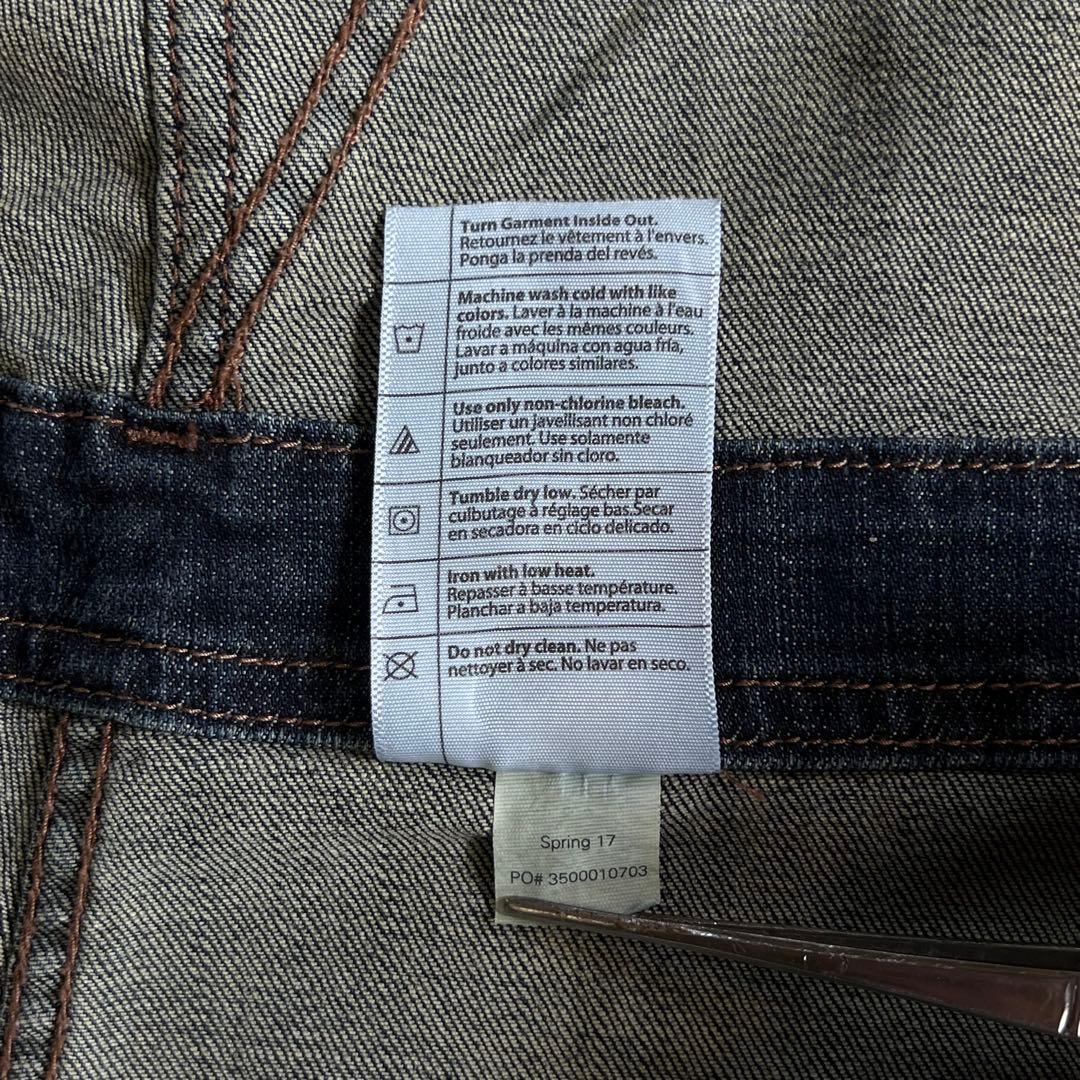 Turn Garment Inside Out.
Retournez le vêtement à l'envers.
Ponga la prenda del revés.
Machine wash cold with like
colors. Laver à la machine à l'eau
froide avec les mêmes couleurs.
Lavar a máquina con agua fría,
junto a colores similares.
Use only non-chlorine bleach.
Utiliser un javellisant non chloré
seulement. Use solamente
blanqueador sin cloro.
Tumble dry low. Sécher par
culbutage à réglage bas.Secar
en secadora en ciclo delicado.
Iron with low heat.
Repasser à basse température.
Planchar a baja temperatura.
Do not dry clean. Ne pas
nettoyer à sec. No lavar en seco.
Spring 17
PO# 3500010703